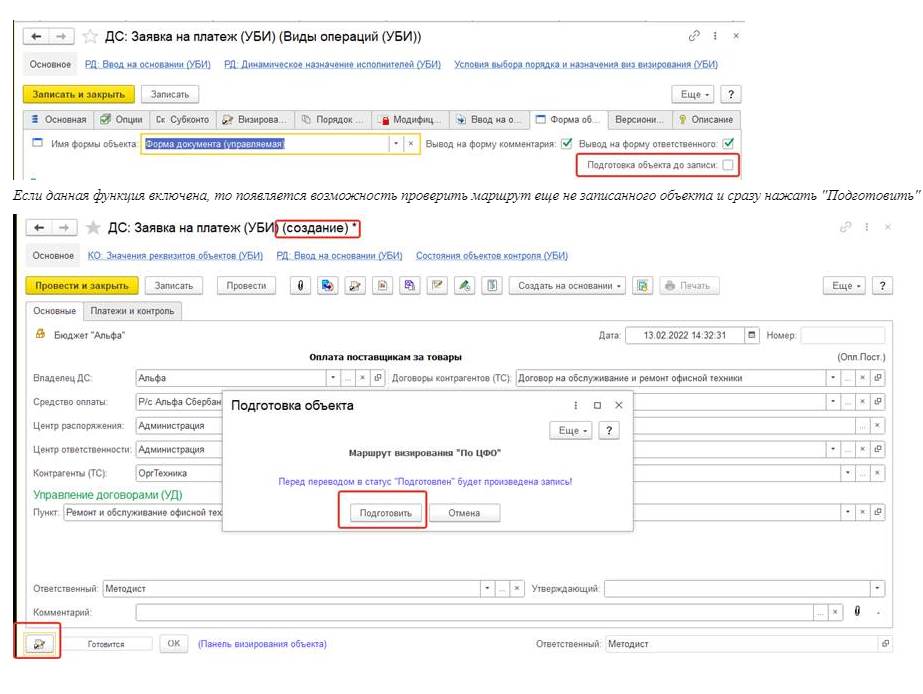 ДС: Заявка на платеж (УБИ) (Виды операций (УБИ))
Основное РД: Ввод на основании (УБИ) РД: Динамическое назначение исполнителей (УБИ) Условия выбора порядка и назначения виз визирования (УБИ)
Записать и закрыть Записать Еще ?
Основная Опции Субконто Визирова... Порядок ... Модифиц... Ввод на о... Форма об... Версиони... Описание
Имя формы объекта: Форма документа (управляемая) Вывод на форму комментария: Вывод на форму ответственного:
Подготовка объекта до записи:
Если данная функция включена, то появляется возможность проверить маршрут еще не записанного объекта и сразу нажать "Подготовить"
ДС: Заявка на платеж (УБИ) (создание) *
Основное КО: Значения реквизитов объектов (УБИ) РД: Ввод на основании (УБИ) Состояния объектов контроля (УБИ)
Провести и закрыть Записать Провести Создать на основании Печать Еще ?
Основные Платежи и контроль
Бюджет "Альфа" Дата: 13.02.2022 14:32:31 Номер:
Оплата поставщикам за товары (Опл.Пост.)
Владелец ДС: Альфа Договоры контрагентов (ТС): Договор на обслуживание и ремонт офисной техники
Средство оплаты: Р/с Альфа Сбербан
Подготовка объекта
Центр распоряжения: Администрация
Еще ?
Центр ответственности: Администрация
Маршрут визирования "По ЦФО"
Контрагенты (ТС): ОргТехника
Перед переводом в статус "Подготовлен" будет произведена запись!
Управление договорами (УД)
Пункт: Ремонт и обслуживание офисной тех
Подготовить Отмена
Ответственный: Методист Утверждающий:
Комментарий:
Готовится OK (Панель визирования объекта) Ответственный: Методист